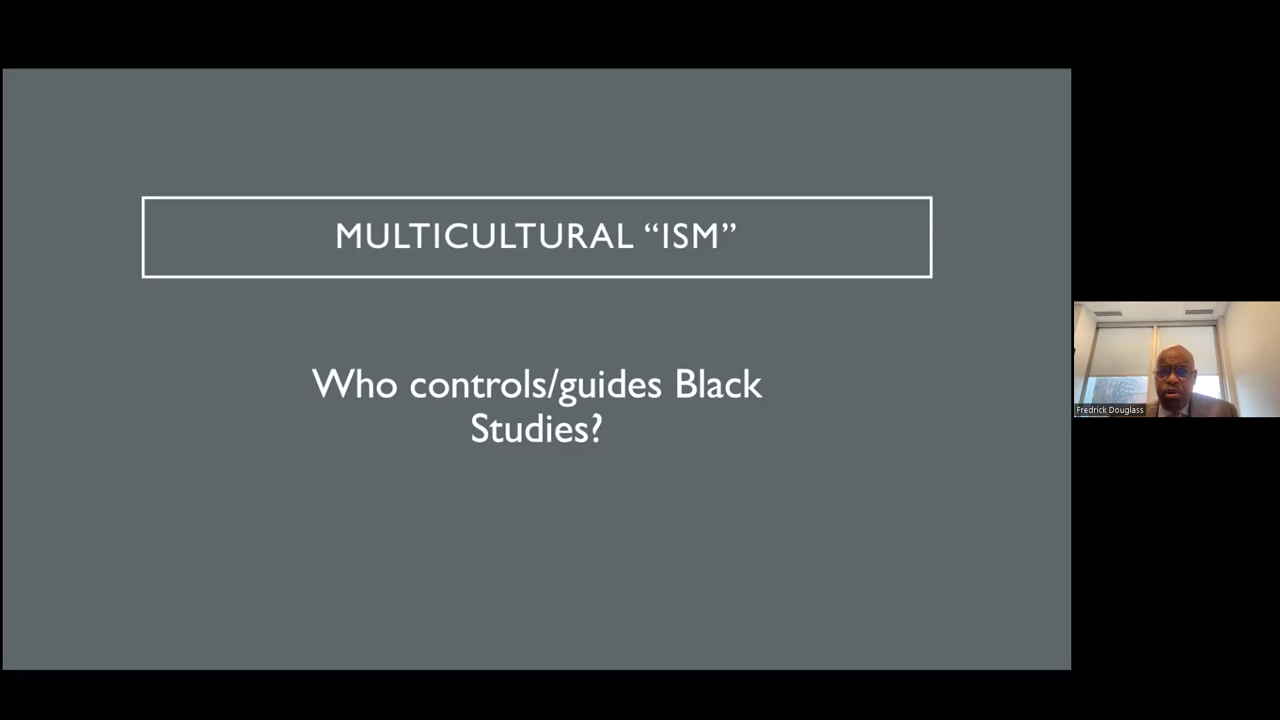 MULTICULTURAL “ISM”
Who controls/guides Black
Studies?
Fredrick Douglass